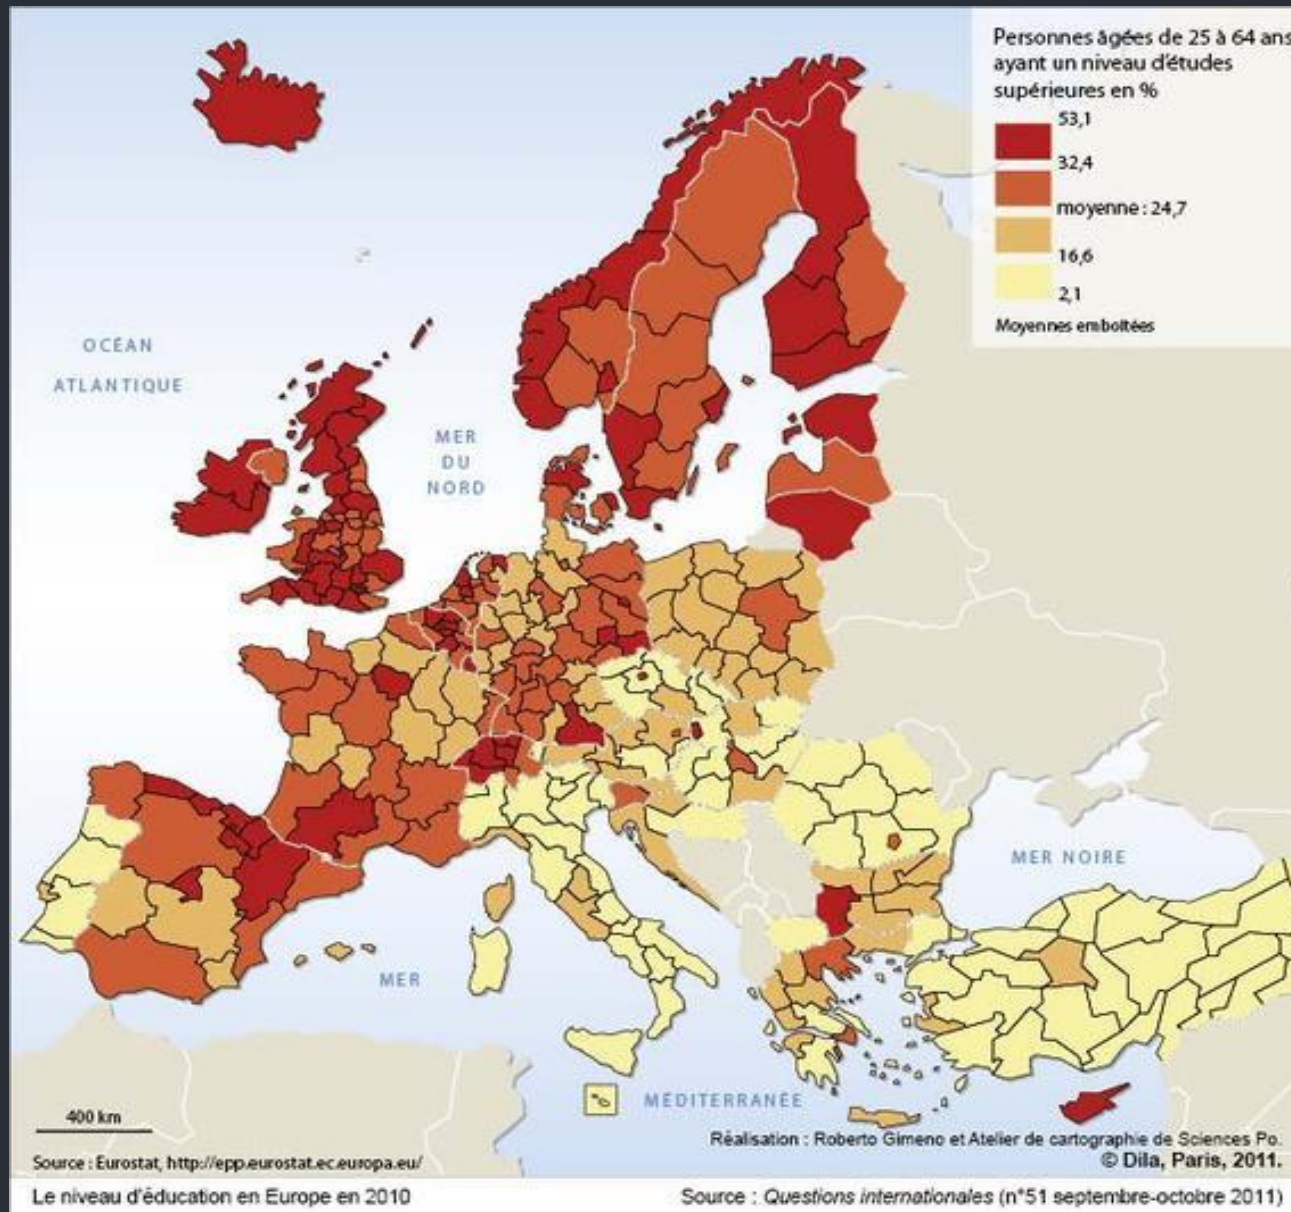 Personnes âgées de 25 à 64 ans
ayant un niveau d'études
supérieures en %
53,1
32,4
moyenne : 24,7
16,6
2,1
Moyennes emboîtées
OCÉAN
ATLANTIQUE
MER
DU
NORD
MER NOIRE
MER
MÉDITERRANÉE
400 km
Réalisation : Roberto Gimeno et Atelier de cartographie de Sciences Po.
Source : Eurostat, http://epp.eurostat.ec.europa.eu/
© Dila, Paris, 2011.
Le niveau d'éducation en Europe en 2010
Source : Questions internationales (n°51 septembre-octobre 2011)